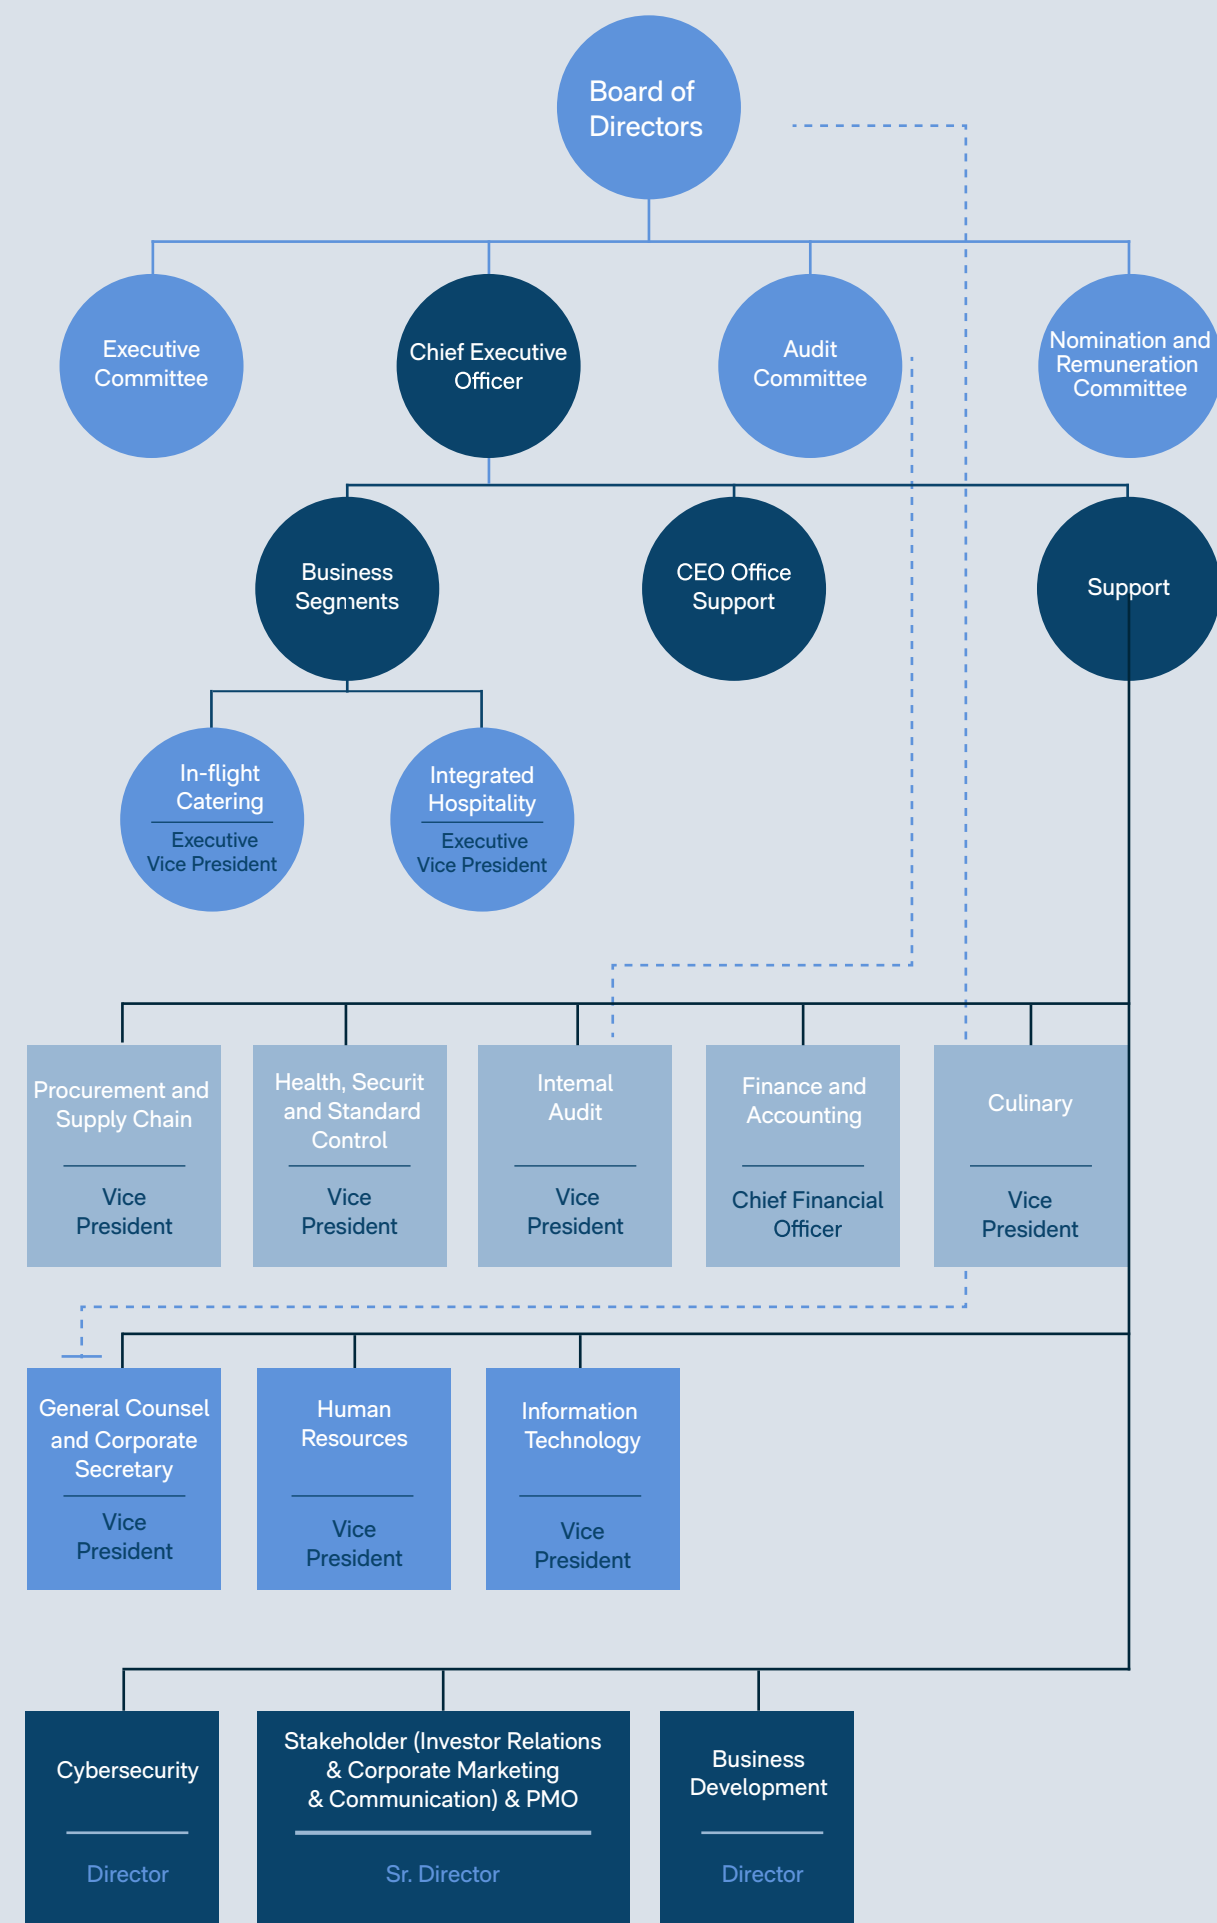 Board of
Directors
Executive
Committee
Chief Executive
Officer
Audit
Committee
Nomination and
Remuneration
Committee
Business
Segments
CEO Office
Support
Support
In-flight
Catering
Executive
Vice President
Integrated
Hospitality
Executive
Vice President
Procurement and
Supply Chain
Vice
President
Health, Securit
and Standard
Control
Vice
President
Intemal
Audit
Vice
President
Finance and
Accounting
Chief Financial
Officer
Culinary
Vice
President
General Counsel
and Corporate
Secretary
Vice
President
Human
Resources
Vice
President
Information
Technology
Vice
President
Cybersecurity
Director
Stakeholder (Investor Relations
& Corporate Marketing
& Communication) & PMO
Sr. Director
Business
Development
Director